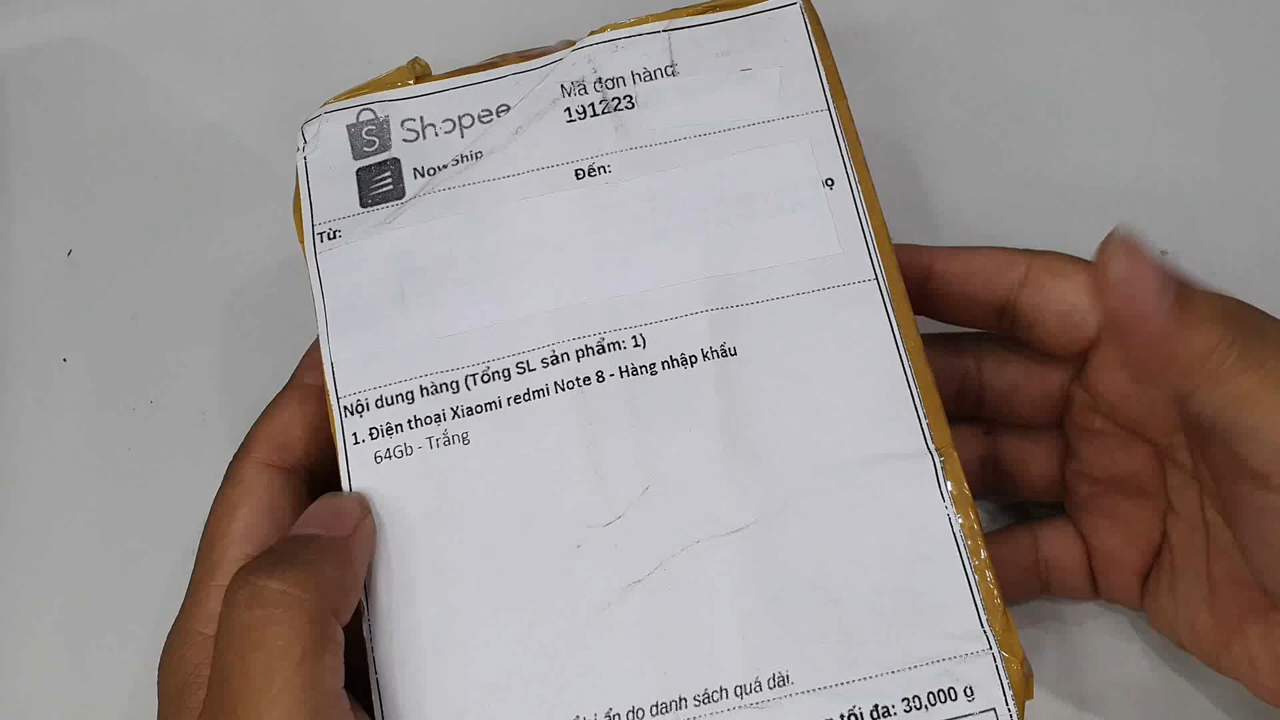 Shopee
Mã đơn hàng:
191223
NowShip
Từ:
Đến:
ọ
Nội dung hàng (Tổng SL sản phẩm: 1)
1. Điện thoại Xiaomi redmi Note 8 - Hàng nhập khẩu
64Gb - Trắng
ẩn do danh sách quá dài.
tối đa: 30,000 g